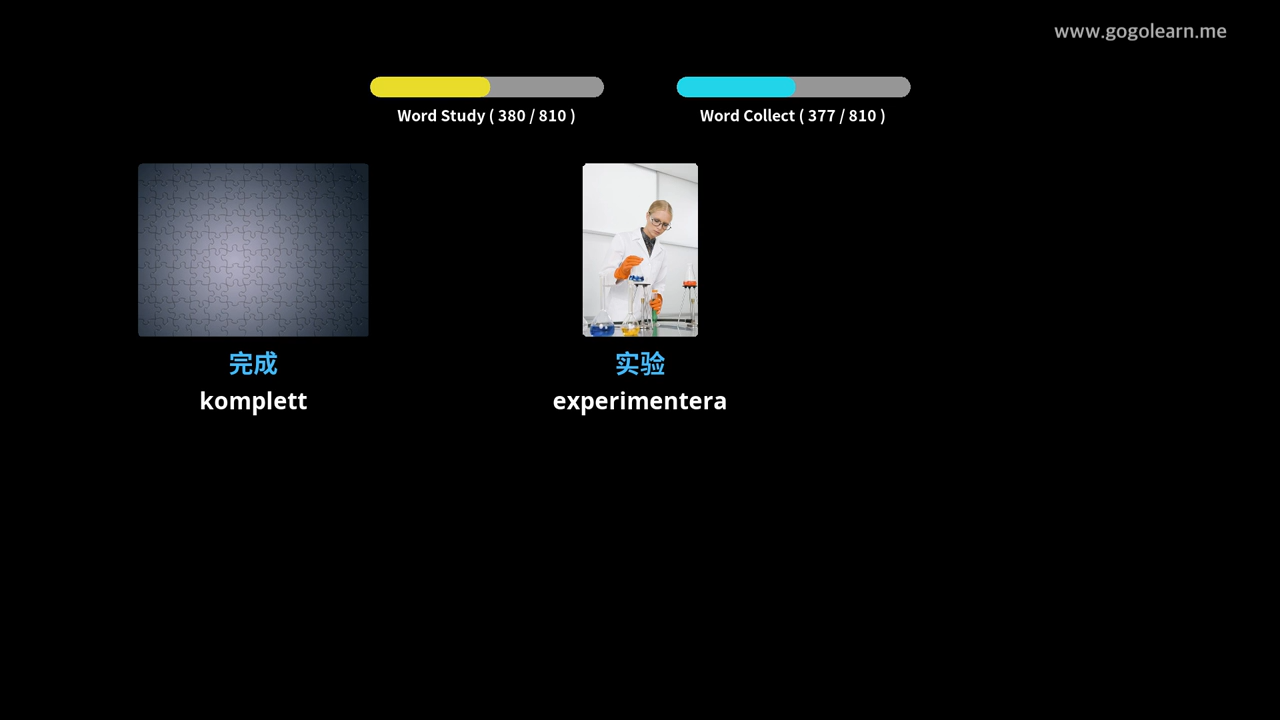 www.gogolearn.me
Word Study ( 380 / 810 )
Word Collect ( 377 / 810 )
完成
komplett
实验
experimentera